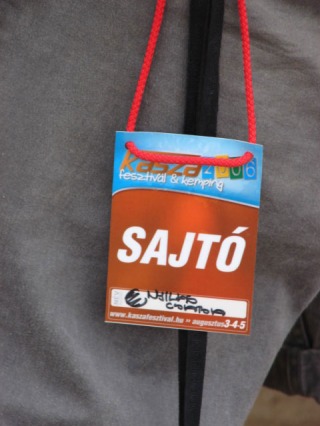 kasza 2006
fesztivál & kemping
SAJTÓ
www.kaszafesztival.hu - augusztus 3-4-5